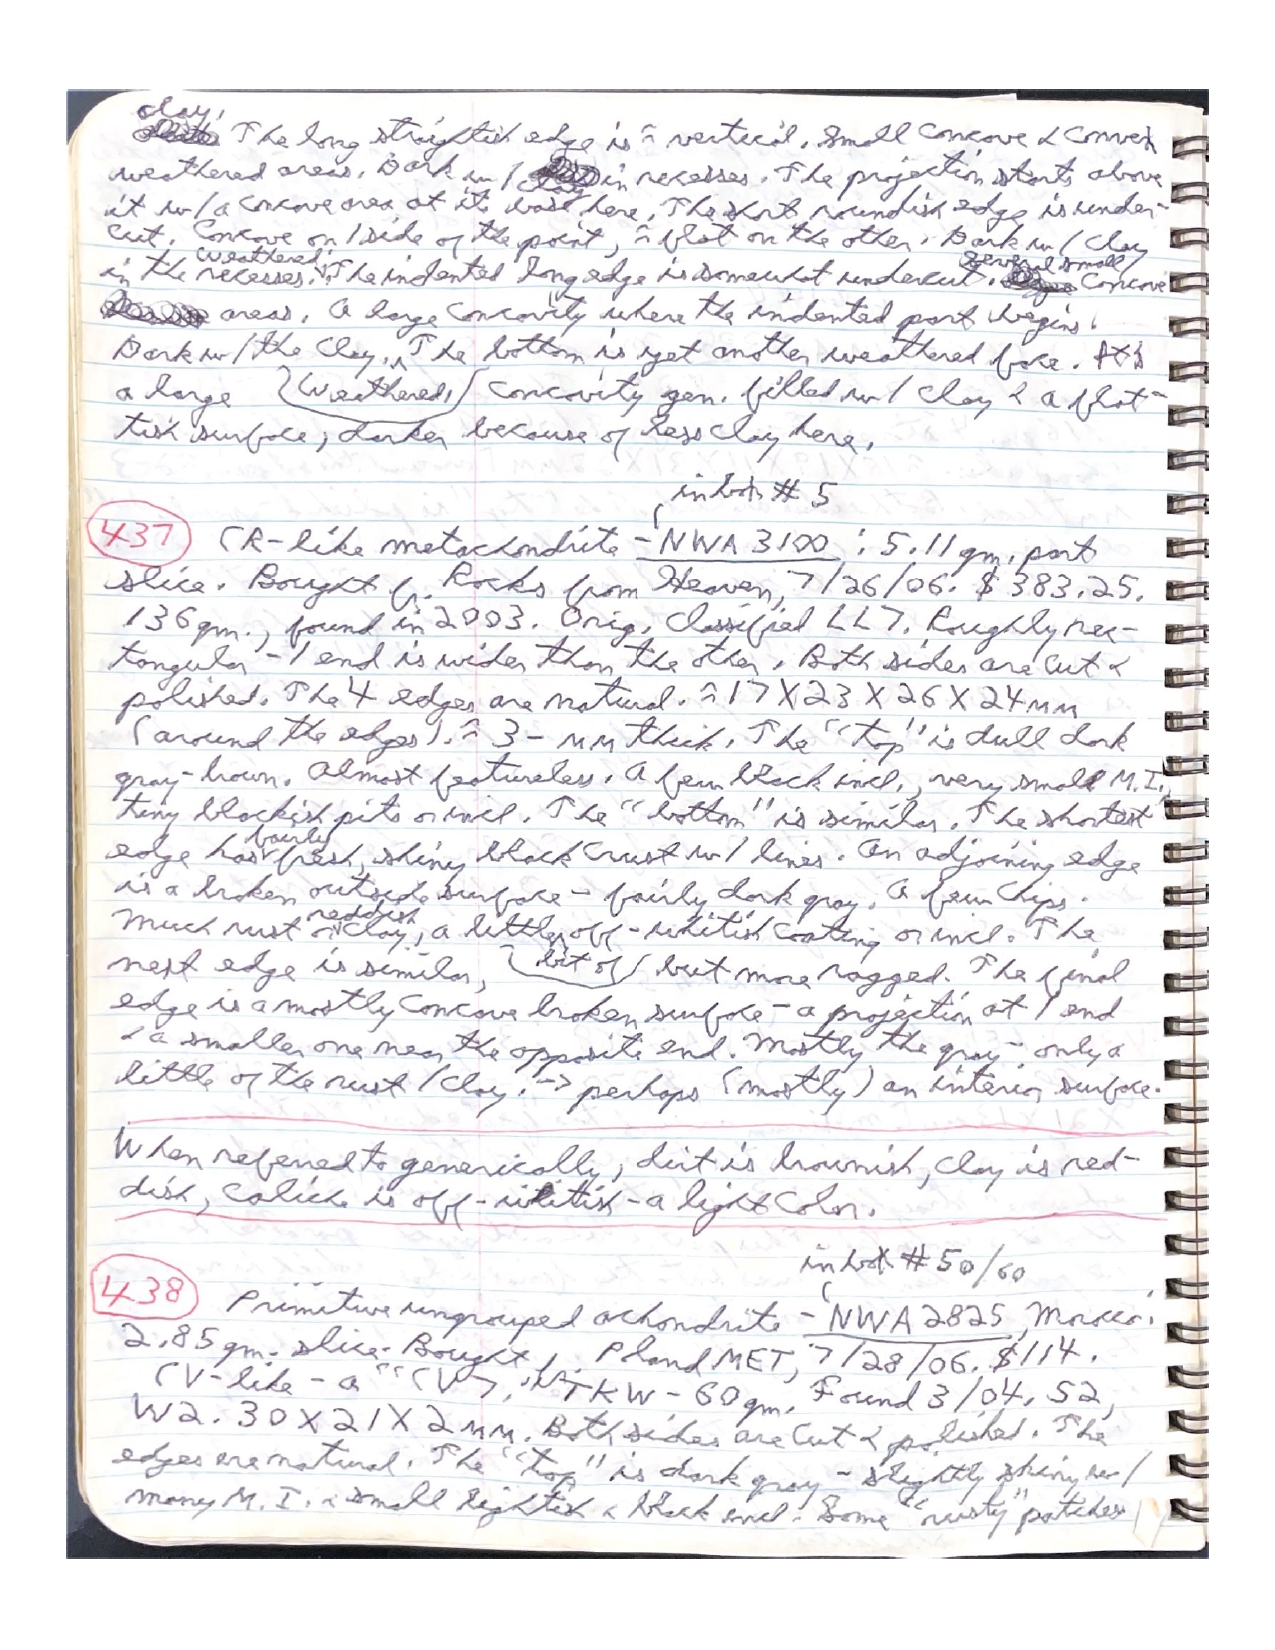 clay.
The long straightish edge is ≈ vertical. Small concave & convex
weathered areas. Dark w/ clay in recesses. The projection starts above
it w/ a concave area at its base here. The short roundish edge is under-
cut. Concave on 1 side of the point, ≈ flat on the other. Dark w/ clay
in the recesses. weathered. The indented long edge is somewhat undercut. several small concave
areas. A large concavity where the indented part begins.
Dark w/ the clay. The bottom is yet another weathered face. It's
a large (weathered) concavity gen. filled w/ clay & a flat-
tish surface, darker because of less clay here.
in box # 5
437 CR-like metachondrite - NWA 3100 : 5.11 gm. part
slice. Bought f. Rocks from Heaven, 7/26/06. $383.25.
136 gm., found in 2003. Orig. classified LL7. Roughly rec-
tangular - 1 end is wider than the other. Both sides are cut &
polished. The 4 edges are natural. ≈ 17 X 23 X 26 X 24 mm
(around the edges). ≈ 3- mm thick. The "top" is dull dark
gray-brown. Almost featureless. A few black incl., very small M.I.,
tiny blackish pits or incl. The "bottom" is similar. The shortest
edge has fairly fresh, shiny black crust w/ lines. An adjoining edge
is a broken outside surface - fairly dark gray. A few chips.
Much rust or reddish clay, a little off-whitish coating or incl. The
next edge is similar, bit of but more ragged. The final
edge is a mostly concave broken surface - a projection at 1 end
& a smaller one near the opposite end. Mostly the gray - only a
little of the rust/clay. -> perhaps (mostly) an interior surface.
When referred to generically, dirt is brownish, clay is red-
dish, caliche is off-whitish - a light color.
in box # 50/60
438 Primitive ungrouped achondrite - NWA 2825, Morocco.
2.85 gm. slice. Bought f. PlandMET, 7/28/06. $114.
CV-like - a "CV7." TKW - 60 gm. Found 3/04. S2,
W2. 30 X 21 X 2 mm. Both sides are cut & polished. The
edges are natural. The "top" is dark gray - slightly shiny w/
many M.I. & small lightish & black incl. Some "rusty" patches